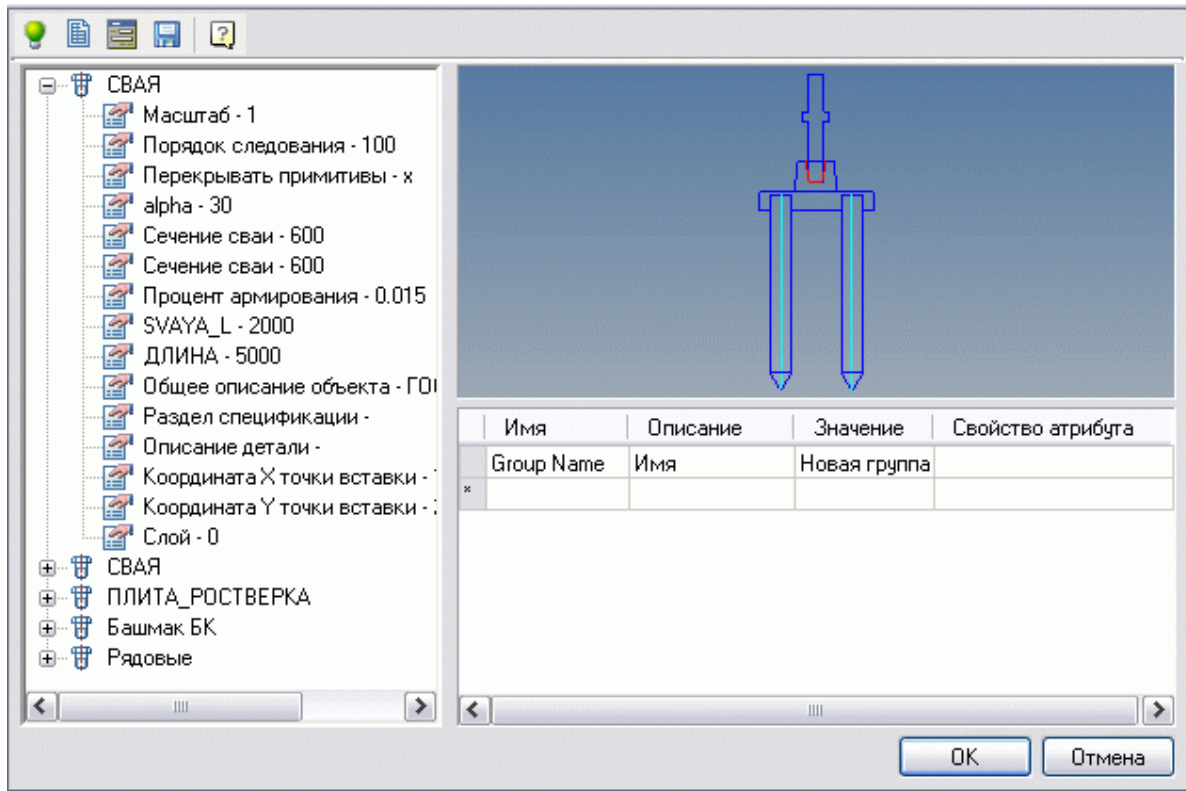 СВАЯ
Масштаб - 1
Порядок следования - 100
Перекрывать примитивы - x
alpha - 30
Сечение сваи - 600
Сечение сваи - 600
Процент армирования - 0.015
SVAYA_L - 2000
ДЛИНА - 5000
Общее описание объекта -
Раздел спецификации -
Описание детали -
Координата X точки вставки -
Координата Y точки вставки -
Слой - 0
СВАЯ
ПЛИТА_РОСТВЕРКА
Башмак БК
Рядовые
Имя Описание Значение Свойство атрибута
Group Name Имя Новая группа
OK Отмена